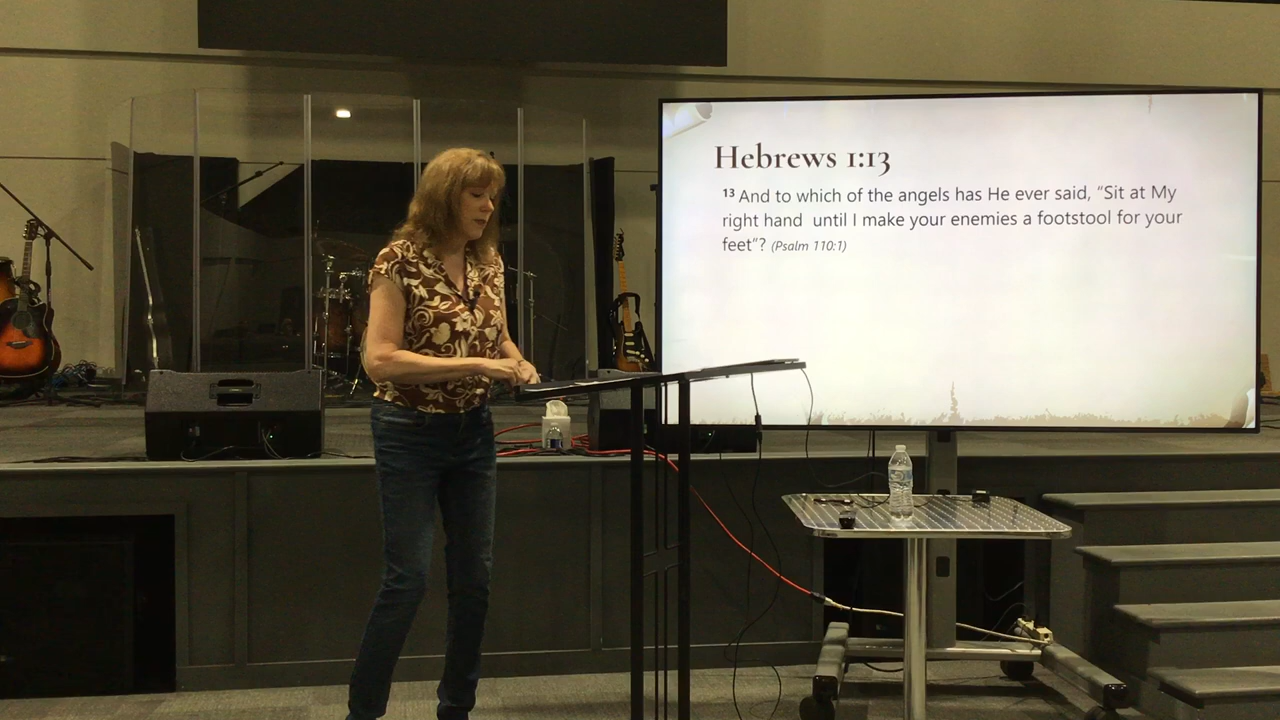 Hebrews 1:13
13 And to which of the angels has He ever said, “Sit at My
right hand  until I make your enemies a footstool for your
feet”? (Psalm 110:1)